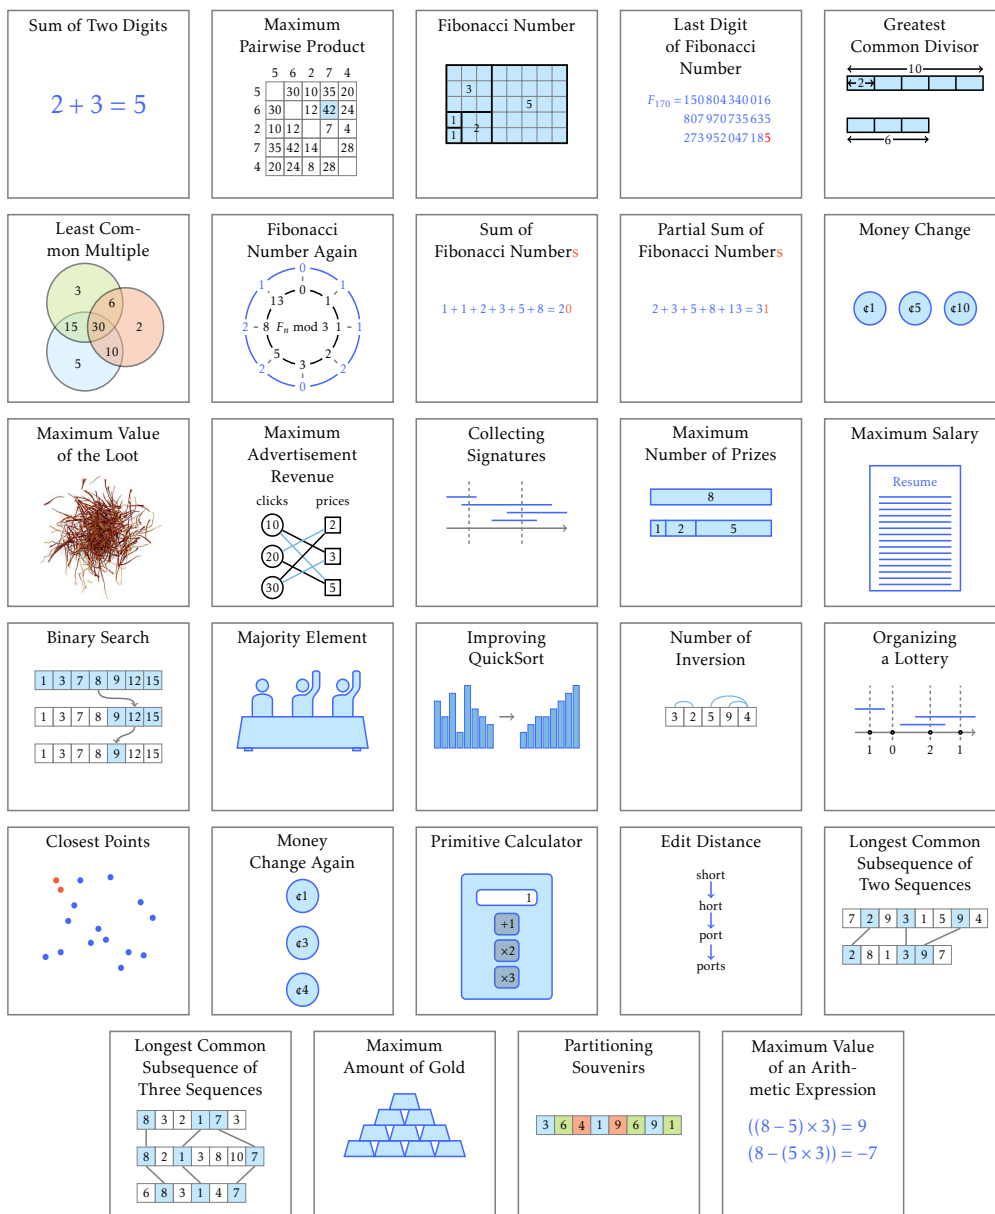 Sum of Two Digits
2 + 3 = 5
Maximum
Pairwise Product
5 6 2 7 4
5 30 10 35 20
6 30 12 42 24
2 10 12 7 4
7 35 42 14 28
4 20 24 8 28
Fibonacci Number
3
5
1
2
1
Last Digit
of Fibonacci
Number
F170 = 150 804 340 016
807 970 735 635
273 952 047 185
Greatest
Common Divisor
10
2
6
Least Com-
mon Multiple
3
6
15 30 2
10
5
Fibonacci
Number Again
0
1 0 1
13 1
2 8 Fn mod 3 1 1
5 2
2 3 2
0
Sum of
Fibonacci Numbers
1 + 1 + 2 + 3 + 5 + 8 = 20
Partial Sum of
Fibonacci Numbers
2 + 3 + 5 + 8 + 13 = 31
Money Change
¢1 ¢5 ¢10
Maximum Value
of the Loot
Maximum
Advertisement
Revenue
clicks prices
10 2
20 3
30 5
Collecting
Signatures
Maximum
Number of Prizes
8
1 2 5
Maximum Salary
Resume
Binary Search
1 3 7 8 9 12 15
1 3 7 8 9 12 15
1 3 7 8 9 12 15
Majority Element
Improving
QuickSort
Number of
Inversion
3 2 5 9 4
Organizing
a Lottery
1 0 2 1
Closest Points
Money
Change Again
¢1
¢3
¢4
Primitive Calculator
1
+1
×2
×3
Edit Distance
short
hort
port
ports
Longest Common
Subsequence of
Two Sequences
7 2 9 3 1 5 9 4
2 8 1 3 9 7
Longest Common
Subsequence of
Three Sequences
8 3 2 1 7 3
8 2 1 3 8 10 7
6 8 3 1 4 7
Maximum
Amount of Gold
Partitioning
Souvenirs
3 6 4 1 9 6 9 1
Maximum Value
of an Arith-
metic Expression
((8 − 5) × 3) = 9
(8 − (5 × 3)) = −7